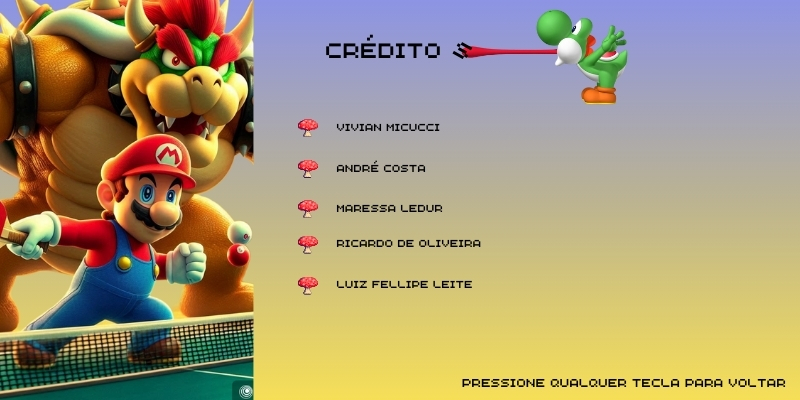 CRÉDITO
VIVIAN MICUCCI
ANDRÉ COSTA
MARESSA LEDUR
RICARDO DE OLIVEIRA
LUIZ FELLIPE LEITE
PRESSIONE QUALQUER TECLA PARA VOLTAR
M